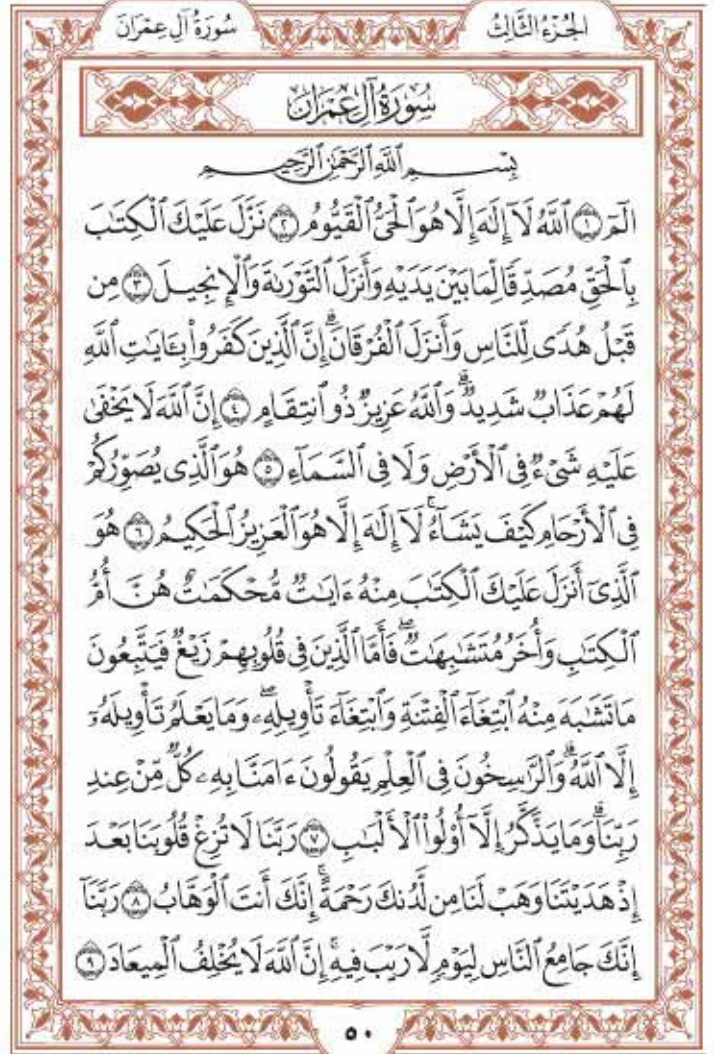 الجُزْءُ الثَّالِثُ
سُورَةُ آلِ عِمْرَانَ
سُورَةُ آلِ عِمْرَانَ
بِسْمِ ٱللَّهِ ٱلرَّحْمَٰنِ ٱلرَّحِيمِ
الٓمٓ ١ ٱللَّهُ لَآ إِلَٰهَ إِلَّا هُوَ ٱلْحَىُّ ٱلْقَيُّومُ ٢ نَزَّلَ عَلَيْكَ ٱلْكِتَٰبَ
بِٱلْحَقِّ مُصَدِّقًا لِّمَا بَيْنَ يَدَيْهِ وَأَنزَلَ ٱلتَّوْرَىٰةَ وَٱلْإِنجِيلَ ٣ مِن
قَبْلُ هُدًى لِّلنَّاسِ وَأَنزَلَ ٱلْفُرْقَانَۗ إِنَّ ٱلَّذِينَ كَفَرُوا۟ بِـَٔايَٰتِ ٱللَّهِ
لَهُمْ عَذَابٌ شَدِيدٌۗ وَٱللَّهُ عَزِيزٌ ذُو ٱنتِقَامٍ ٤ إِنَّ ٱللَّهَ لَا يَخْفَىٰ
عَلَيْهِ شَىْءٌ فِى ٱلْأَرْضِ وَلَا فِى ٱلسَّمَآءِ ٥ هُوَ ٱلَّذِى يُصَوِّرُكُمْ
فِى ٱلْأَرْحَامِ كَيْفَ يَشَآءُۚ لَآ إِلَٰهَ إِلَّا هُوَ ٱلْعَزِيزُ ٱلْحَكِيمُ ٦ هُوَ
ٱلَّذِىٓ أَنزَلَ عَلَيْكَ ٱلْكِتَٰبَ مِنْهُ ءَايَٰتٌ مُّحْكَمَٰتٌ هُنَّ أُمُّ
ٱلْكِتَٰبِ وَأُخَرُ مُتَشَٰبِهَٰتٌۖ فَأَمَّا ٱلَّذِينَ فِى قُلُوبِهِمْ زَيْغٌ فَيَتَّبِعُونَ
مَا تَشَٰبَهَ مِنْهُ ٱبْتِغَآءَ ٱلْفِتْنَةِ وَٱبْتِغَآءَ تَأْوِيلِهِۦۖ وَمَا يَعْلَمُ تَأْوِيلَهُۥٓ
إِلَّا ٱللَّهُۗ وَٱلرَّٰسِخُونَ فِى ٱلْعِلْمِ يَقُولُونَ ءَامَنَّا بِهِۦ كُلٌّ مِّنْ عِندِ
رَبِّنَاۗ وَمَا يَذَّكَّرُ إِلَّآ أُو۟لُوا۟ ٱلْأَلْبَٰبِ ٧ رَبَّنَا لَا تُزِغْ قُلُوبَنَا بَعْدَ
إِذْ هَدَيْتَنَا وَهَبْ لَنَا مِن لَّدُنكَ رَحْمَةًۚ إِنَّكَ أَنتَ ٱلْوَهَّابُ ٨ رَبَّنَآ
إِنَّكَ جَامِعُ ٱلنَّاسِ لِيَوْمٍ لَّا رَيْبَ فِيهِۚ إِنَّ ٱللَّهَ لَا يُخْلِفُ ٱلْمِيعَادَ ٩
٥٠